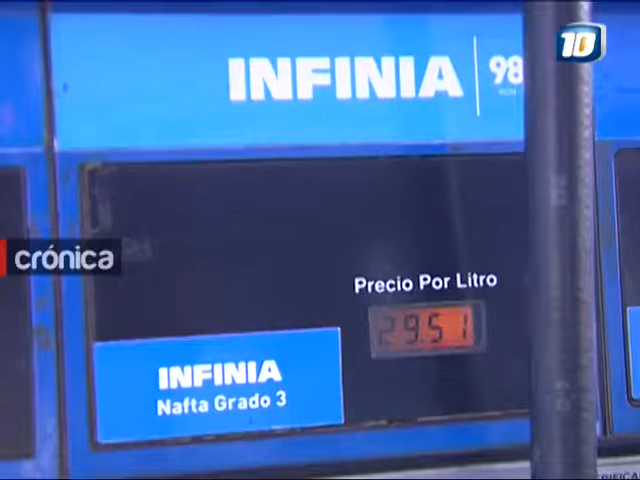 10
INFINIA
98
crónica
Precio Por Litro
29.51
INFINIA
Nafta Grado 3